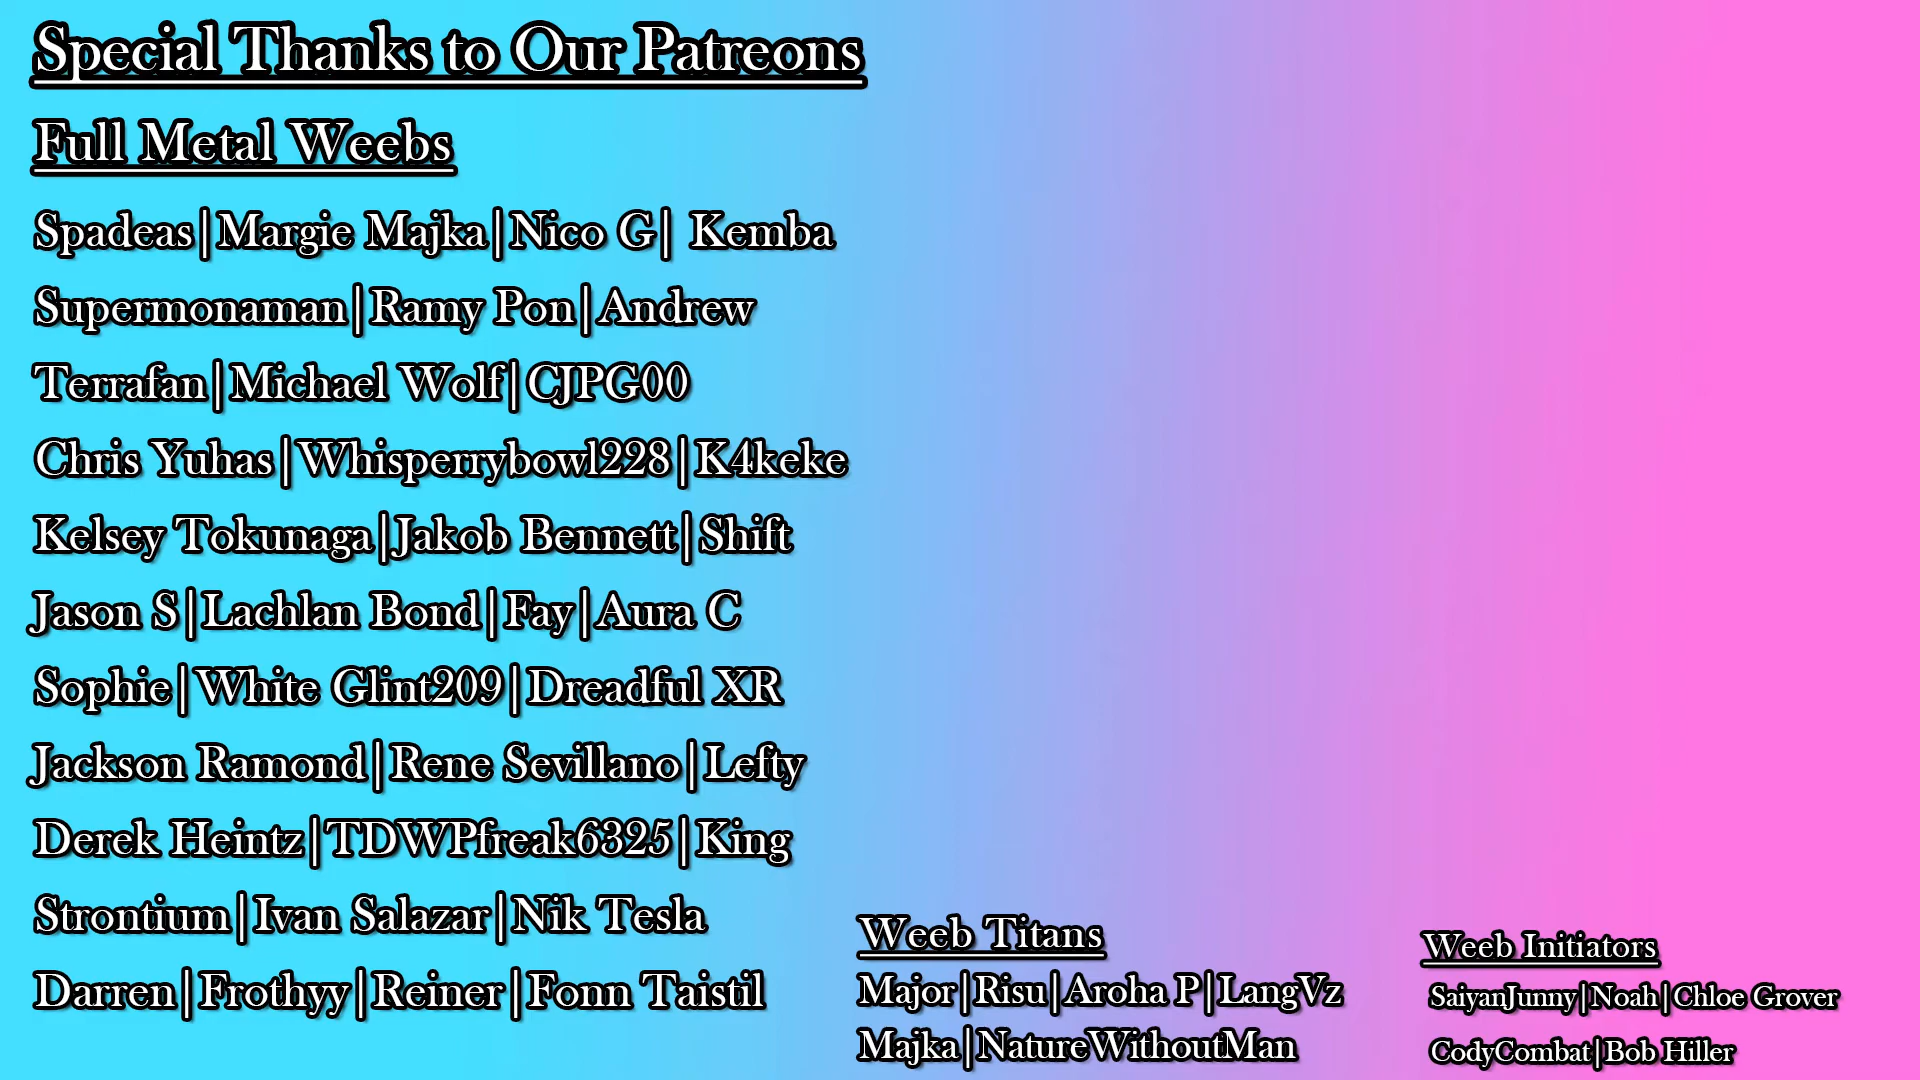 Special Thanks to Our Patreons
Full Metal Weebs
Spadeas|Margie Majka|Nico G| Kemba
Supermonaman|Ramy Pon|Andrew
Terrafan|Michael Wolf|CJPG00
Chris Yuhas|Whisperrybowl228|K4keke
Kelsey Tokunaga|Jakob Bennett|Shift
Jason S|Lachlan Bond|Fay|Aura C
Sophie|White Glint209|Dreadful XR
Jackson Ramond|Rene Sevillano|Lefty
Derek Heintz|TDWPfreak6325|King
Strontium|Ivan Salazar|Nik Tesla
Darren|Frothyy|Reiner|Fonn Taistil
Weeb Titans
Major|Risu|Aroha P|LangVz
Majka|NatureWithoutMan
Weeb Initiators
SaiyanJunny|Noah|Chloe Grover
CodyCombat|Bob Hiller